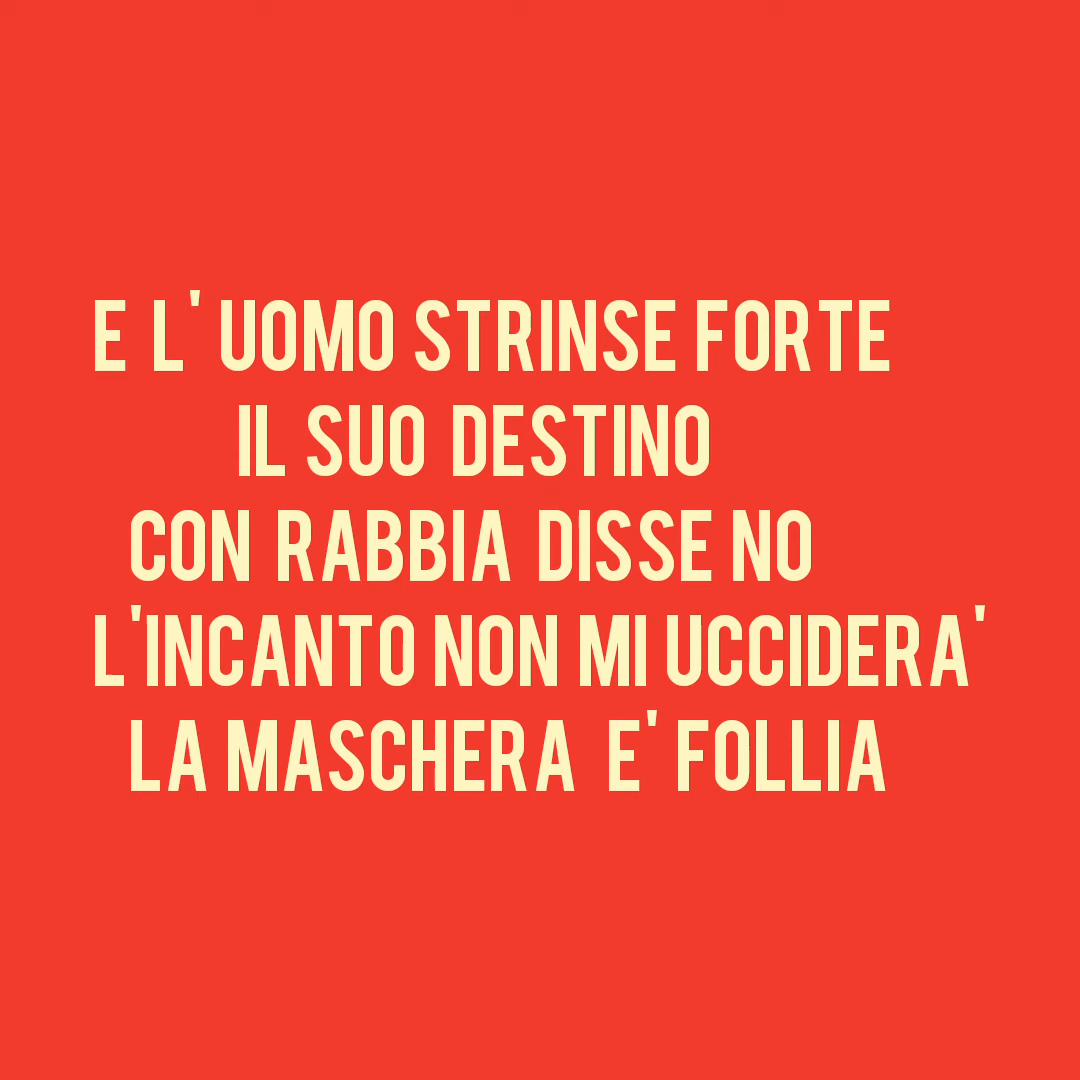 E L' UOMO STRINSE FORTE
IL SUO DESTINO
CON RABBIA DISSE NO
L'INCANTO NON MI UCCIDERA'
LA MASCHERA E' FOLLIA